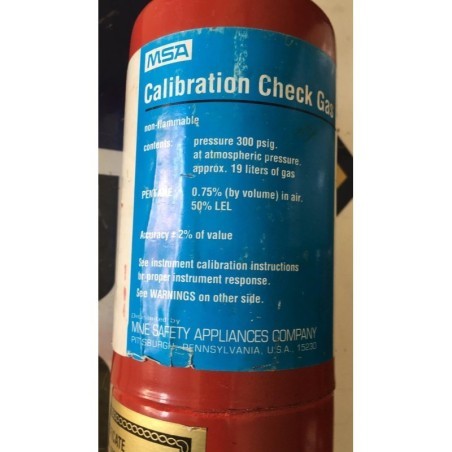 MSA
Calibration Check Gas
non-flammable
contents: pressure 300 psig.
at atmospheric pressure.
approx. 19 liters of gas
PENTANE 0.75% (by volume) in air.
50% LEL
Accuracy ±2% of value
See instrument calibration instructions
for proper instrument response.
See WARNINGS on other side.
MINE SAFETY APPLIANCES COMPANY
PITTSBURGH, PENNSYLVANIA, U.S.A. 15230